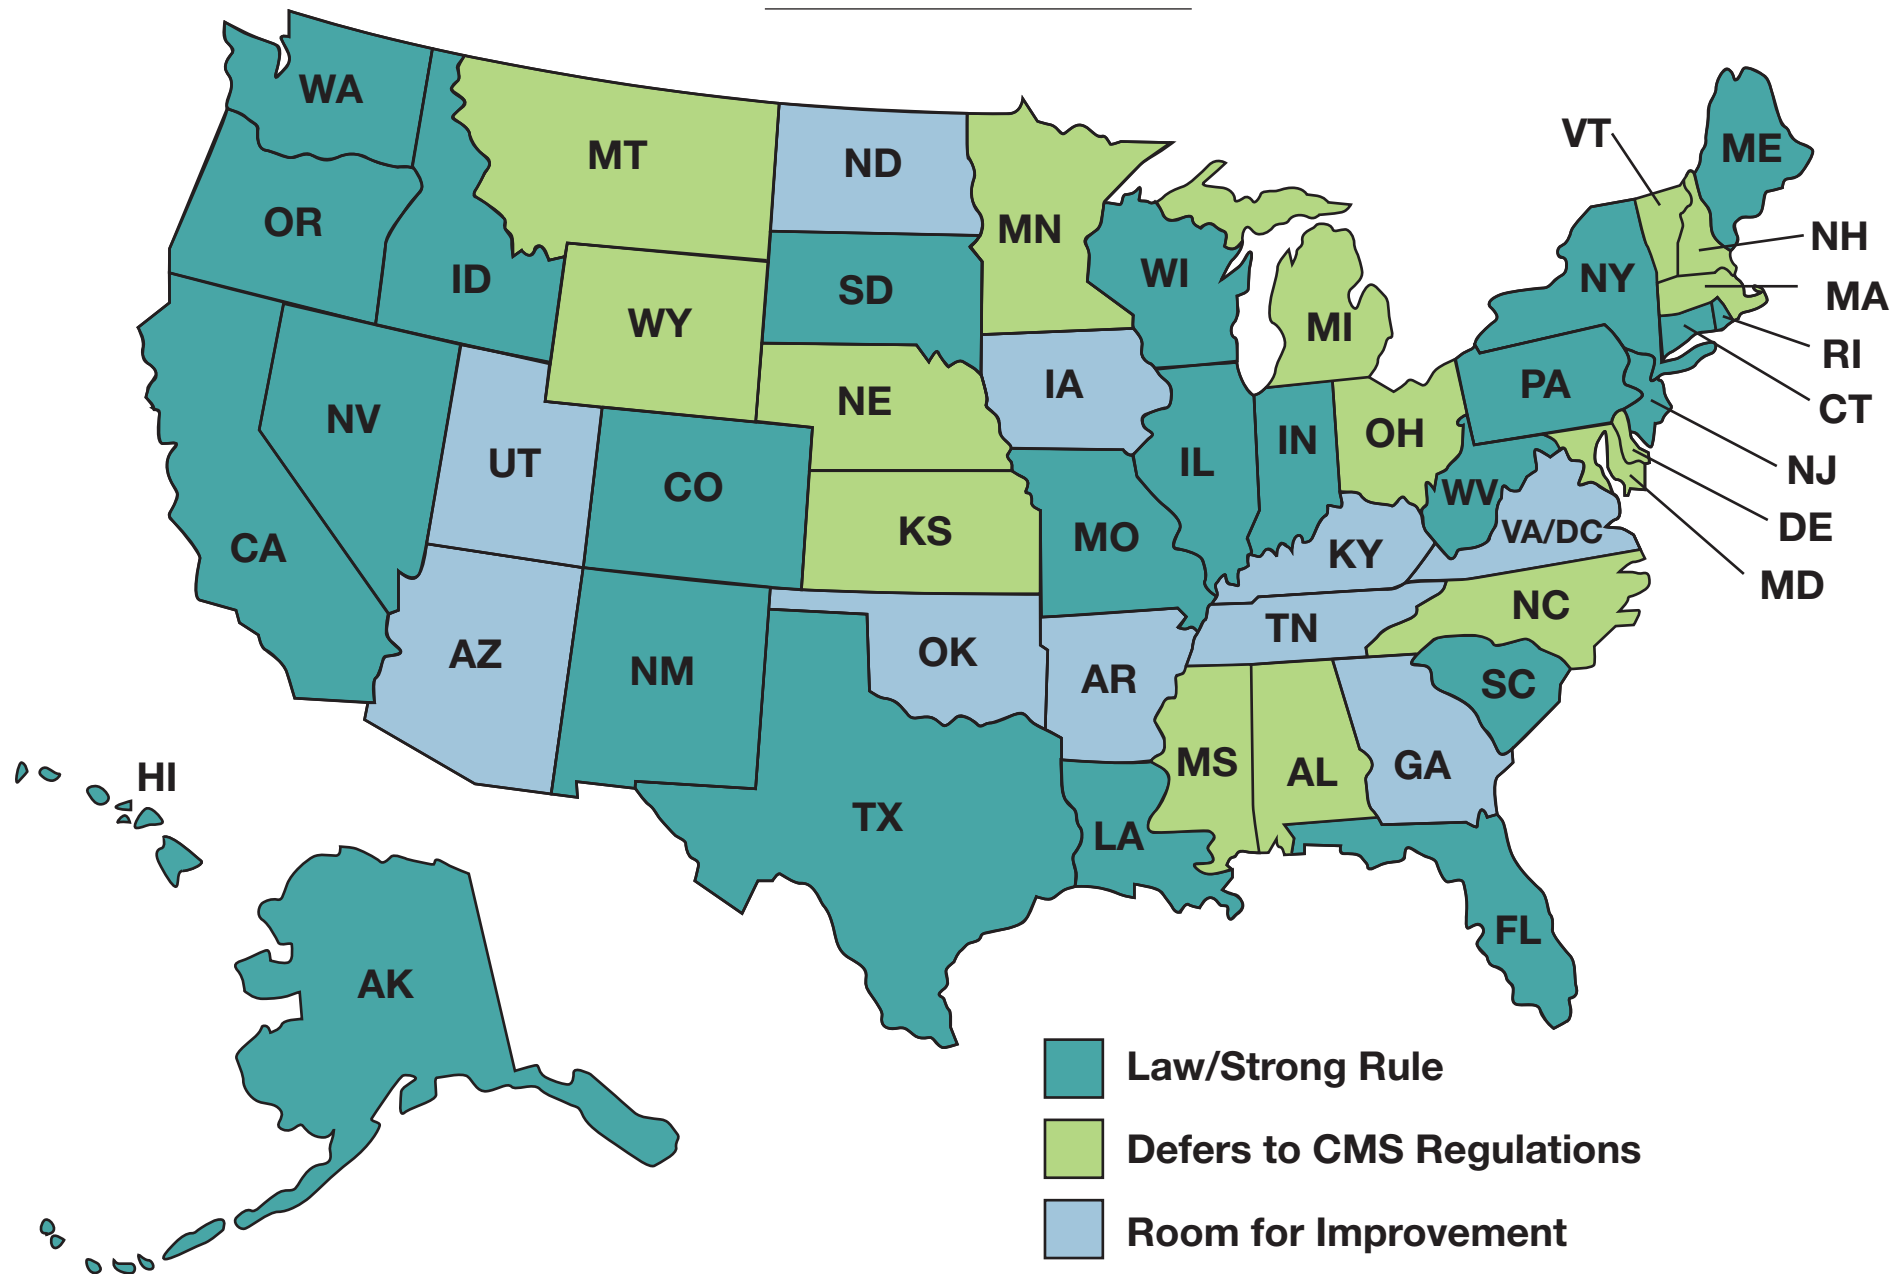 WA
MT
ND
MN
VT
ME
OR
ID
WY
SD
WI
MI
NY
NH
MA
RI
CT
NJ
DE
MD
NV
UT
CO
NE
IA
KS
MO
IL
IN
OH
PA
WV
VA/DC
KY
CA
AZ
NM
OK
AR
TN
NC
SC
HI
TX
LA
MS
AL
GA
FL
AK
Law/Strong Rule
Defers to CMS Regulations
Room for Improvement